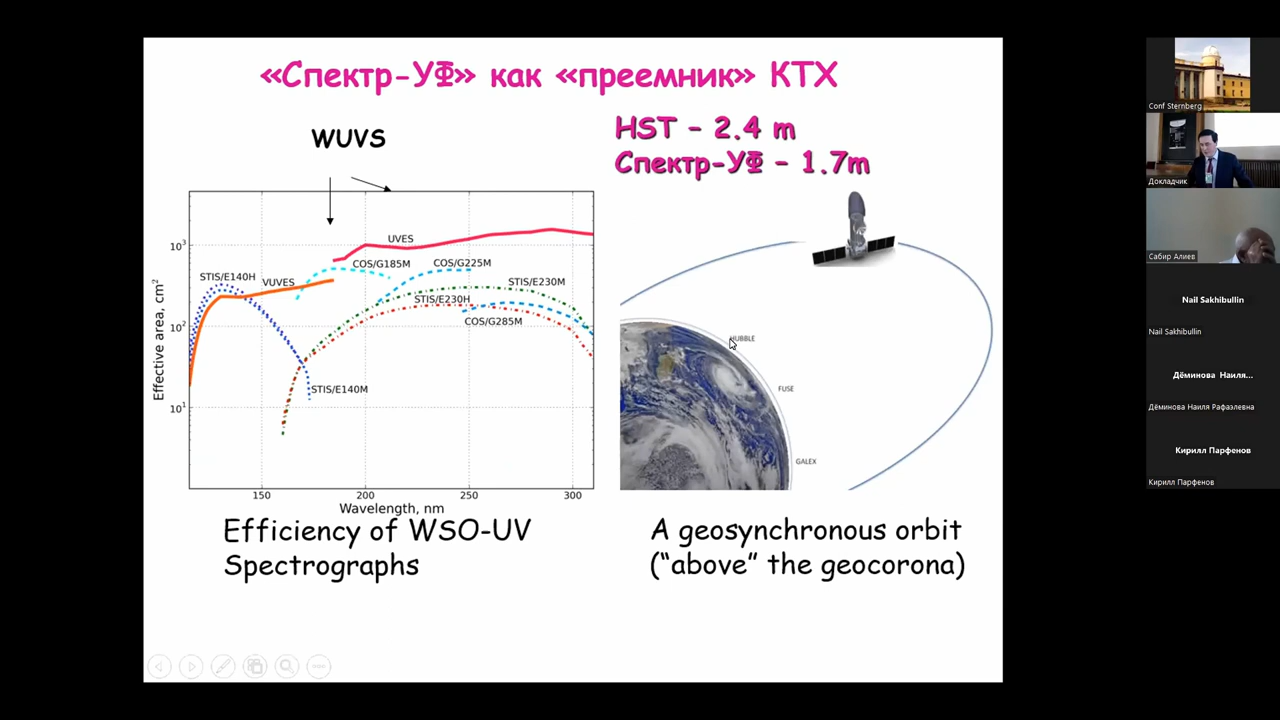 «Спектр-УФ» как «преемник» КТХ
WUVS
HST – 2.4 m
Спектр-УФ – 1.7m
Effective area, cm²
10³
10²
10¹
STIS/E140H
VUVES
UVES
COS/G185M
COS/G225M
STIS/E230M
STIS/E230H
COS/G285M
STIS/E140M
150
200
250
300
Wavelength, nm
HUBBLE
FUSE
GALEX
Efficiency of WSO-UV
Spectrographs
A geosynchronous orbit
("above" the geocorona)
Conf Sternberg
Докладчик
Сабир Алиев
Nail Sakhibullin
Nail Sakhibullin
Дёминова Наиля...
Дёминова Наиля Рафаэлевна
Кирилл Парфенов
Кирилл Парфенов